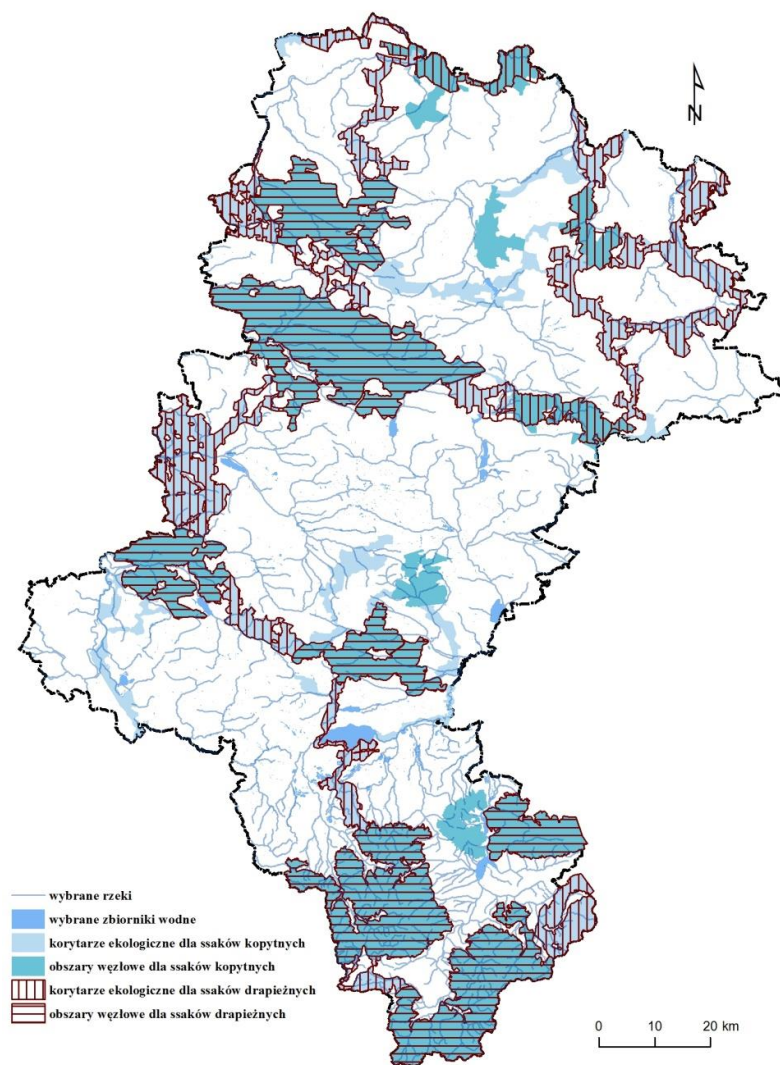 N
wybrane rzeki
wybrane zbiorniki wodne
korytarze ekologiczne dla ssaków kopytnych
obszary węzłowe dla ssaków kopytnych
korytarze ekologiczne dla ssaków drapieżnych
obszary węzłowe dla ssaków drapieżnych
0 10 20 km